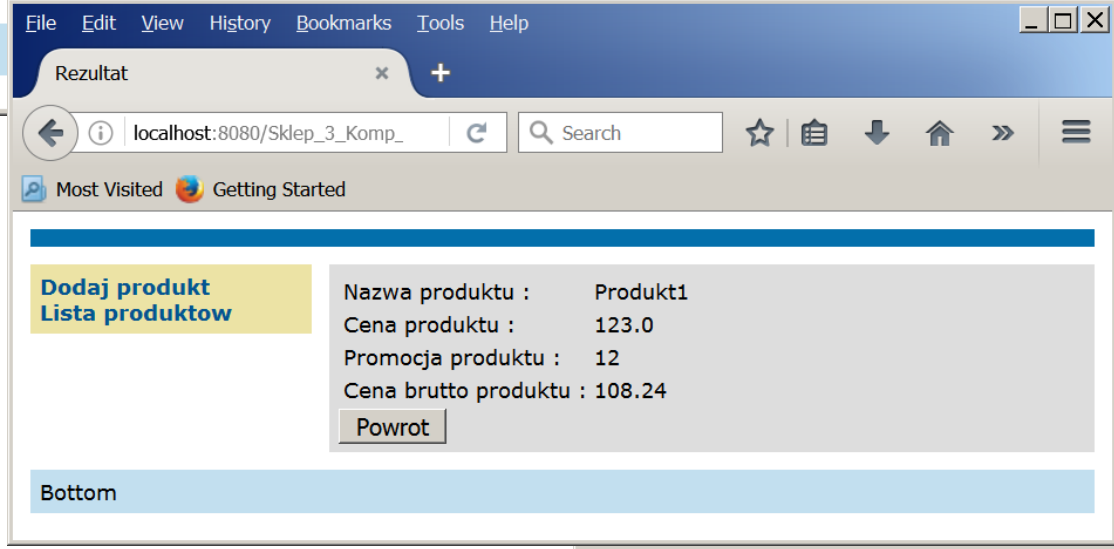 File Edit View History Bookmarks Tools Help
Rezultat
localhost:8080/Sklep_3_Komp_ Search
Most Visited Getting Started
Dodaj produkt
Lista produktow
Nazwa produktu : Produkt1
Cena produktu : 123.0
Promocja produktu : 12
Cena brutto produktu : 108.24
Powrot
Bottom